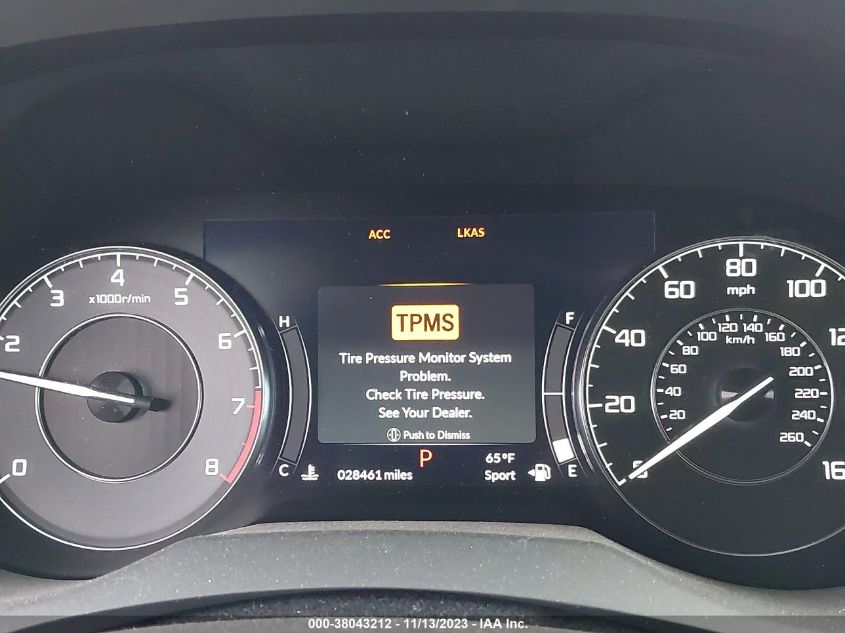 ACC LKAS
TPMS
Tire Pressure Monitor System
Problem.
Check Tire Pressure.
See Your Dealer.
Push to Dismiss
H
C
F
E
P
65°F
028461 miles
Sport
0 2 3 4 5 6 7 8
x1000r/min
20 40 60 80 100
mph
20 40 60 80 100 120 140 160 180 200 220 240 260
km/h
000-38043212 - 11/13/2023 - IAA Inc.